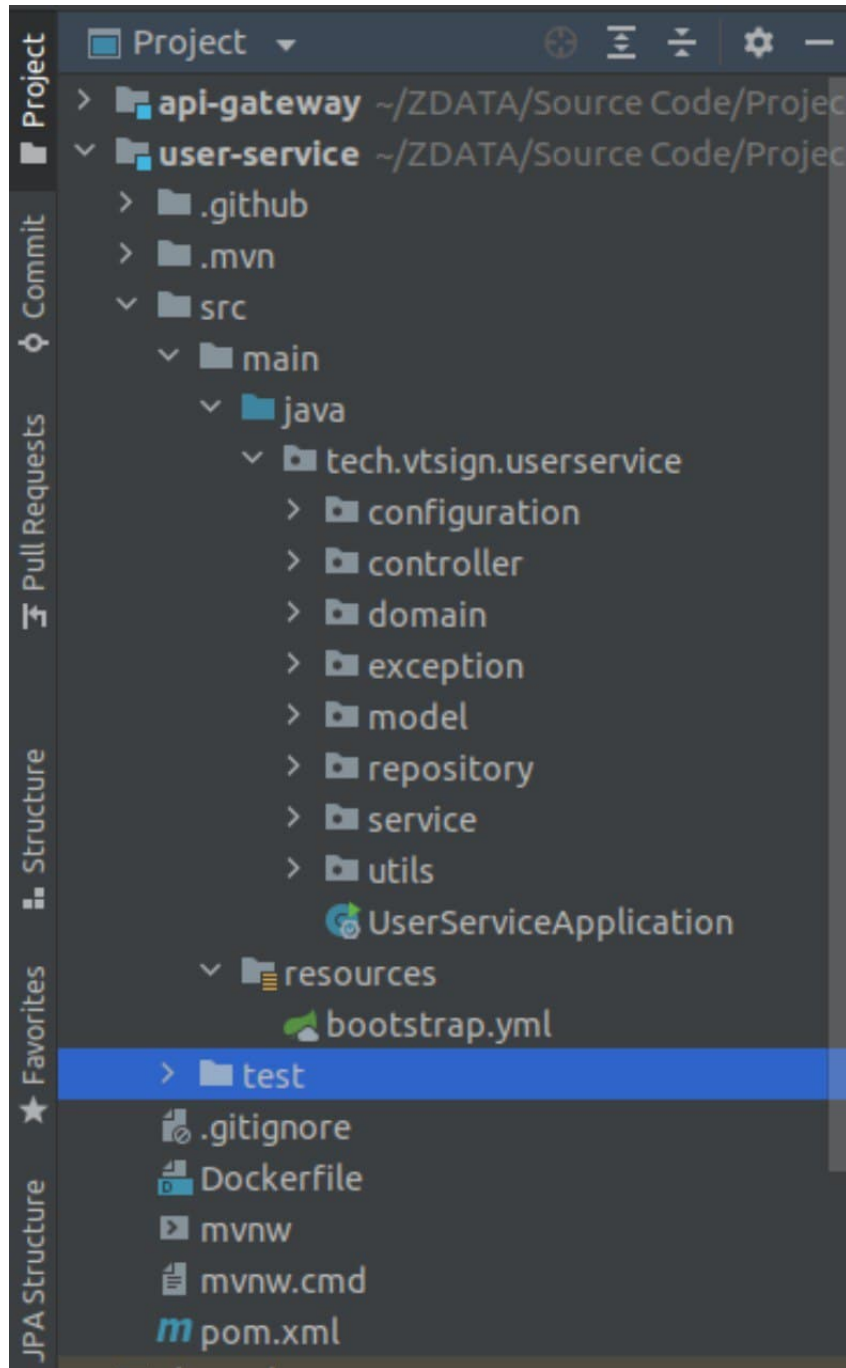 Project
api-gateway ~/ZDATA/Source Code/Projec
user-service ~/ZDATA/Source Code/Projec
.github
.mvn
src
main
java
tech.vtsign.userservice
configuration
controller
domain
exception
model
repository
service
utils
UserServiceApplication
resources
bootstrap.yml
test
.gitignore
Dockerfile
mvnw
mvnw.cmd
pom.xml
Project
Commit
Pull Requests
Structure
Favorites
JPA Structure